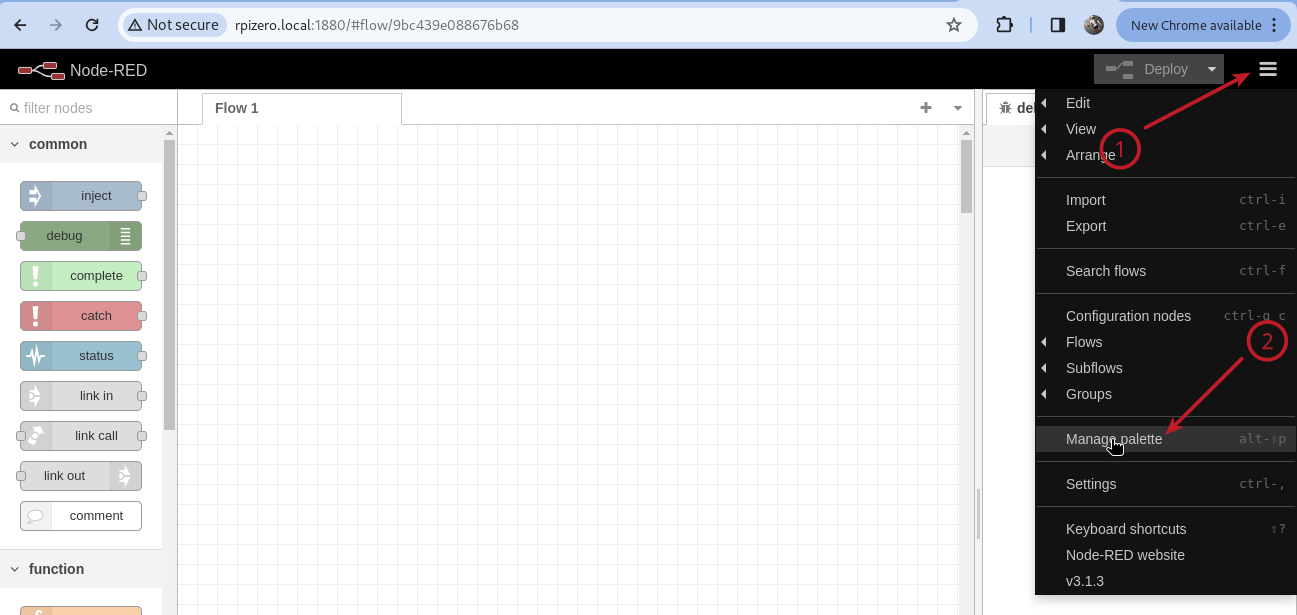 Not secure rpizero.local:1880/#flow/9bc439e088676b68 New Chrome available
Node-RED Deploy
filter nodes
Flow 1
common
inject
debug
complete
catch
status
link in
link call
link out
comment
function
Edit
View
Arrange
1
Import ctrl-i
Export ctrl-e
Search flows ctrl-f
Configuration nodes ctrl-g c
Flows
2
Subflows
Groups
Manage palette alt-⇧p
Settings ctrl-,
Keyboard shortcuts ⇧?
Node-RED website
v3.1.3